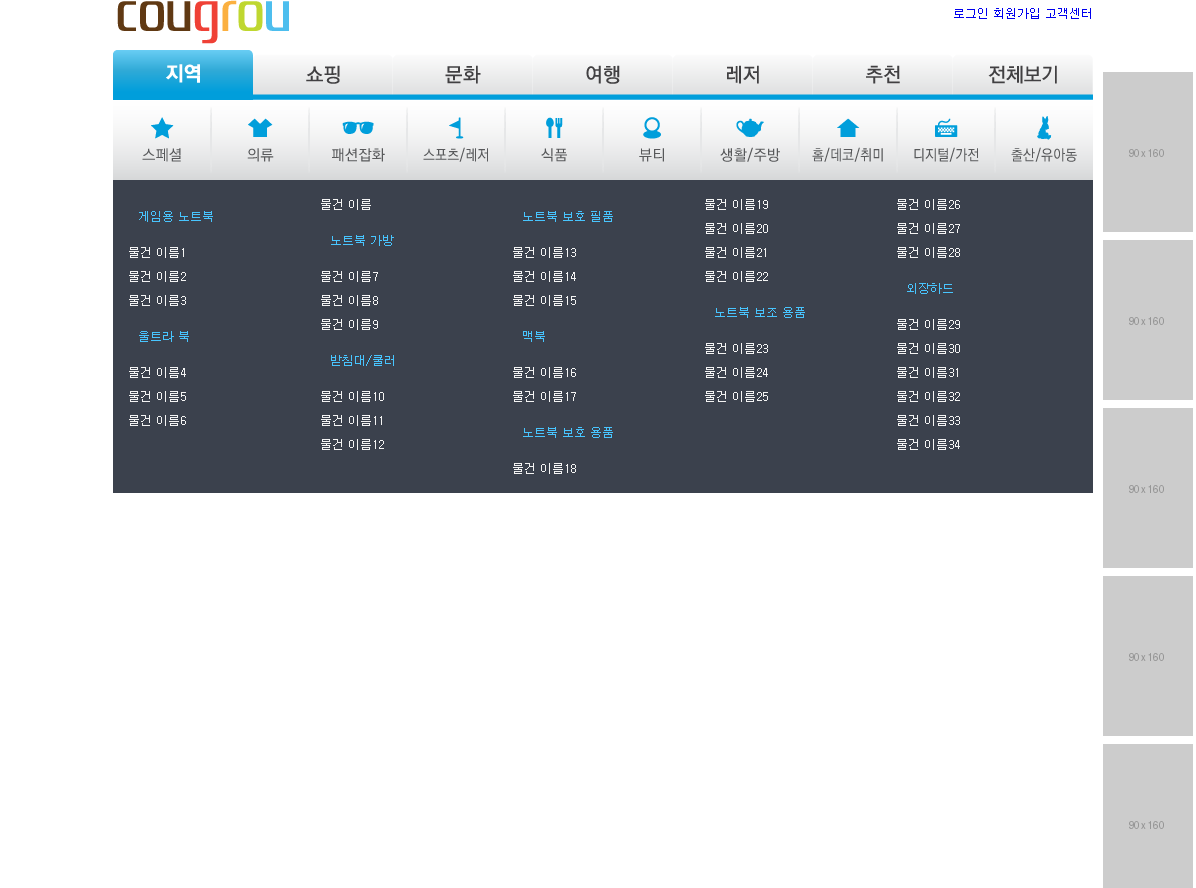 cougrou
로그인 회원가입 고객센터
지역 쇼핑 문화 여행 레저 추천 전체보기
스페셜 의류 패션잡화 스포츠/레저 식품 뷰티 생활/주방 홈/데코/취미 디지털/가전 출산/유아동
게임용 노트북
물건 이름1
물건 이름2
물건 이름3
울트라 북
물건 이름4
물건 이름5
물건 이름6
물건 이름
노트북 가방
물건 이름7
물건 이름8
물건 이름9
받침대/쿨러
물건 이름10
물건 이름11
물건 이름12
노트북 보호 필품
물건 이름13
물건 이름14
물건 이름15
맥북
물건 이름16
물건 이름17
노트북 보호 용품
물건 이름18
물건 이름19
물건 이름20
물건 이름21
물건 이름22
노트북 보조 용품
물건 이름23
물건 이름24
물건 이름25
물건 이름26
물건 이름27
물건 이름28
외장하드
물건 이름29
물건 이름30
물건 이름31
물건 이름32
물건 이름33
물건 이름34
90 x 160
90 x 160
90 x 160
90 x 160
90 x 160